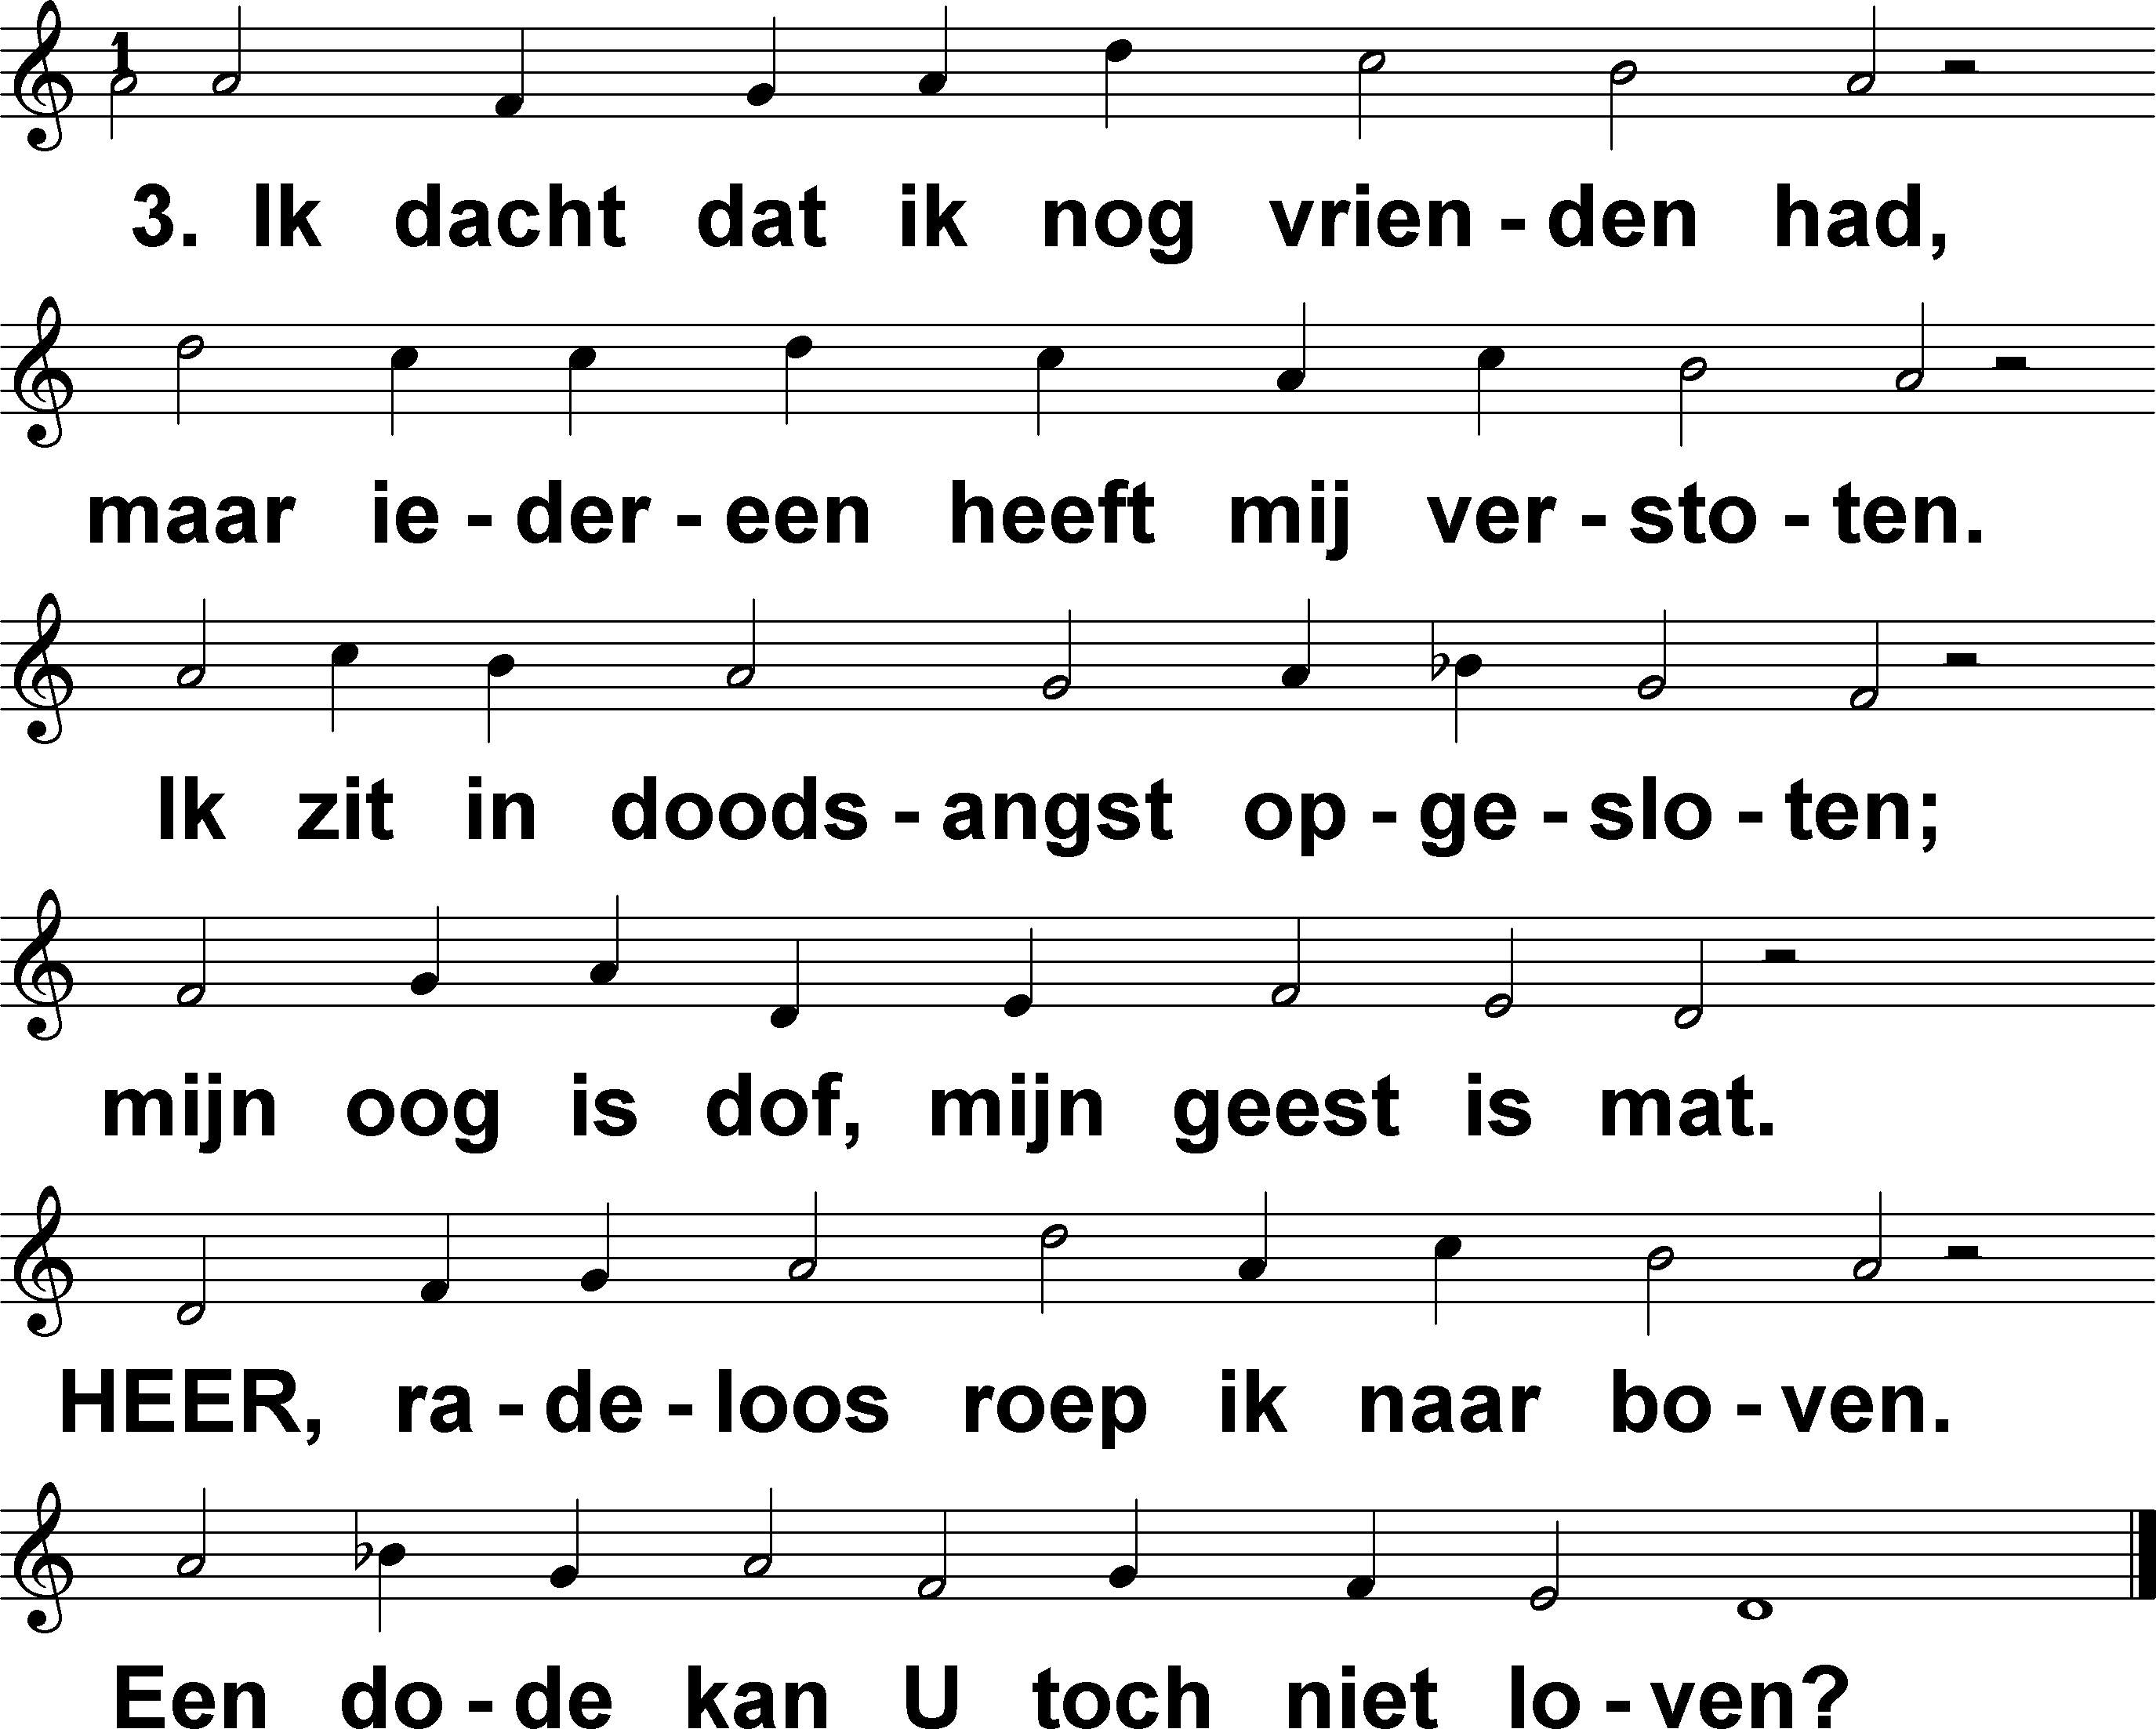 1
3. Ik dacht dat ik nog vrien - den had,
maar ie - der - een heeft mij ver - sto - ten.
Ik zit in doods - angst op - ge - slo - ten;
mijn oog is dof, mijn geest is mat.
HEER, ra - de - loos roep ik naar bo - ven.
Een do - de kan U toch niet lo - ven?